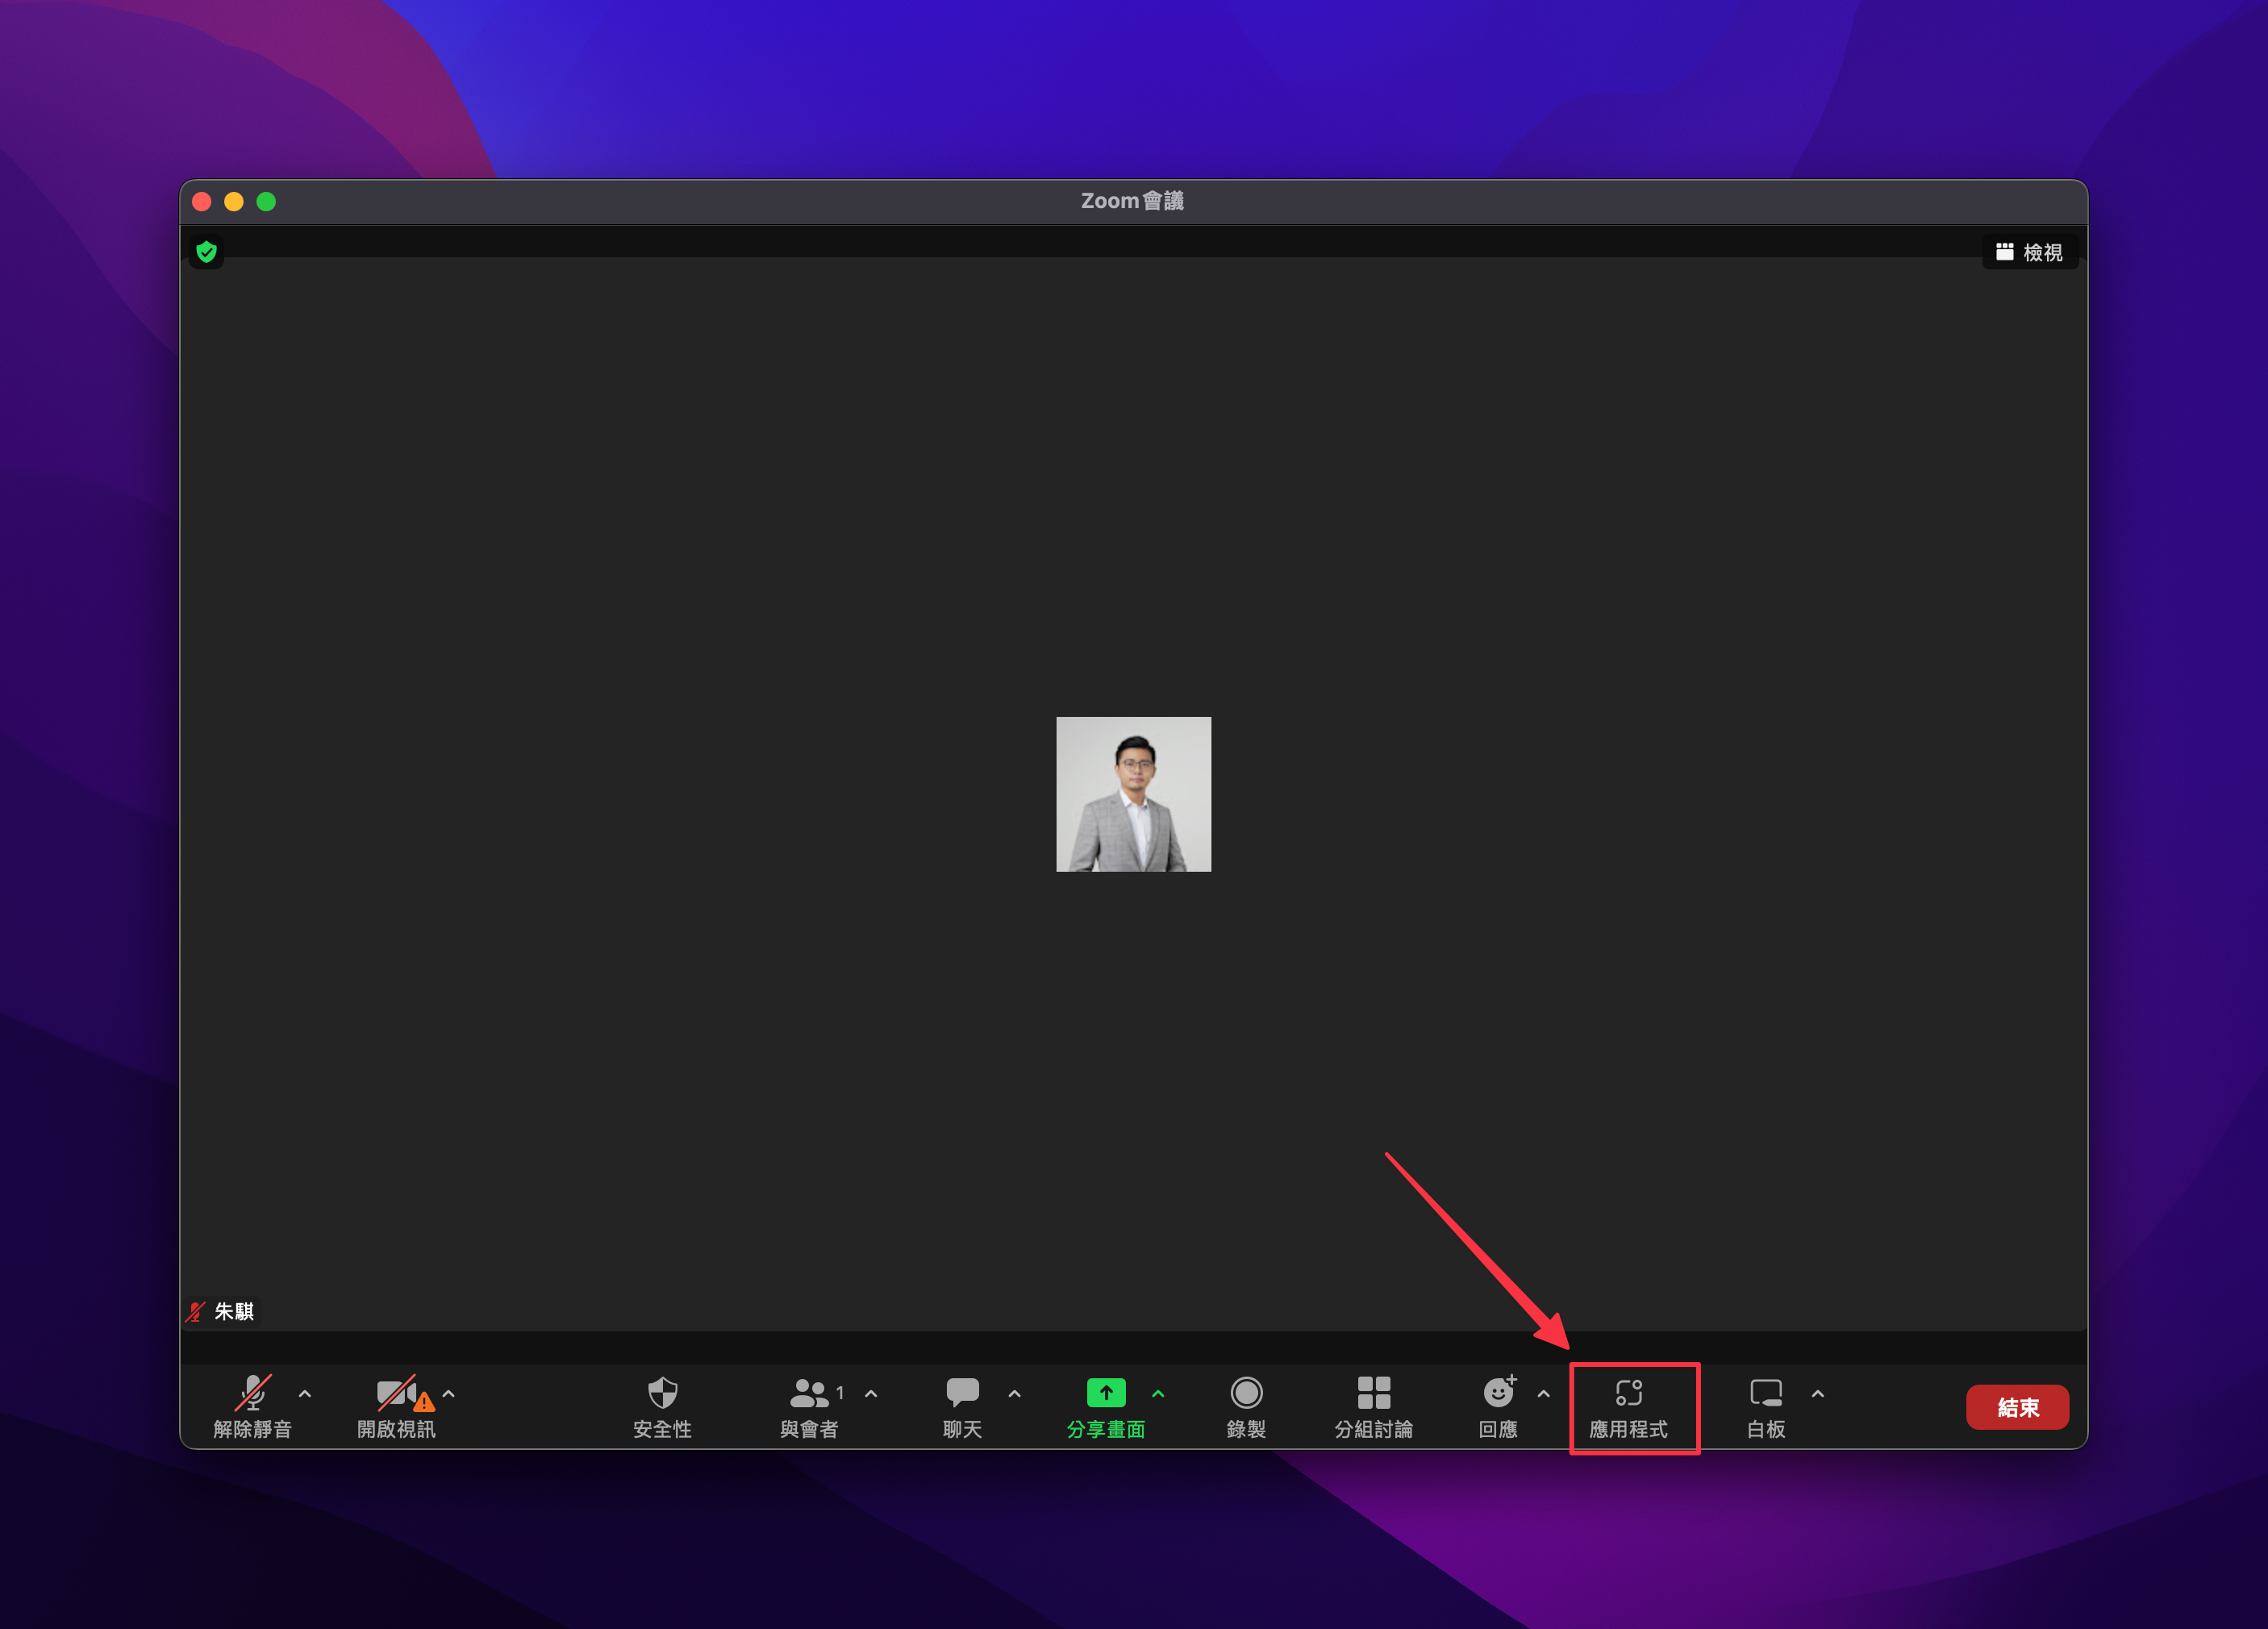 Zoom會議
檢視
朱騏
1
解除靜音 開啟視訊 安全性 與會者 聊天 分享畫面 錄製 分組討論 回應 應用程式 白板 結束